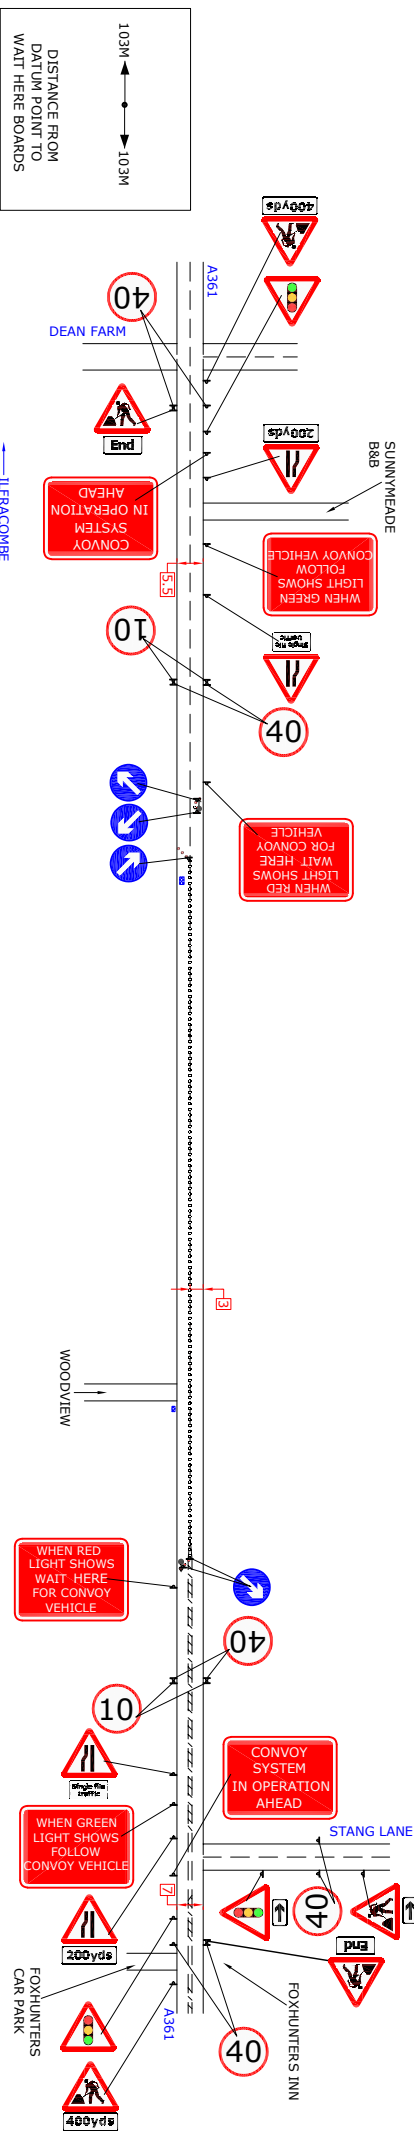 103M
103M
DISTANCE FROM
DATUM POINT TO
WAIT HERE BOARDS
400yds
A361
40
DEAN FARM
End
200yds
SUNNYMEADE
B&B
CONVOY
SYSTEM
IN OPERATION
AHEAD
ILFRACOMBE
WHEN GREEN
LIGHT SHOWS
FOLLOW
CONVOY VEHICLE
5.5
Single file
traffic
10
40
WHEN RED
LIGHT SHOWS
WAIT HERE
FOR CONVOY
VEHICLE
3
WOODVIEW
WHEN RED
LIGHT SHOWS
WAIT HERE
FOR CONVOY
VEHICLE
40
10
Single file
traffic
CONVOY
SYSTEM
IN OPERATION
AHEAD
WHEN GREEN
LIGHT SHOWS
FOLLOW
CONVOY VEHICLE
STANG LANE
7
40
End
200yds
FOXHUNTERS
CAR PARK
FOXHUNTERS INN
A361
40
400yds